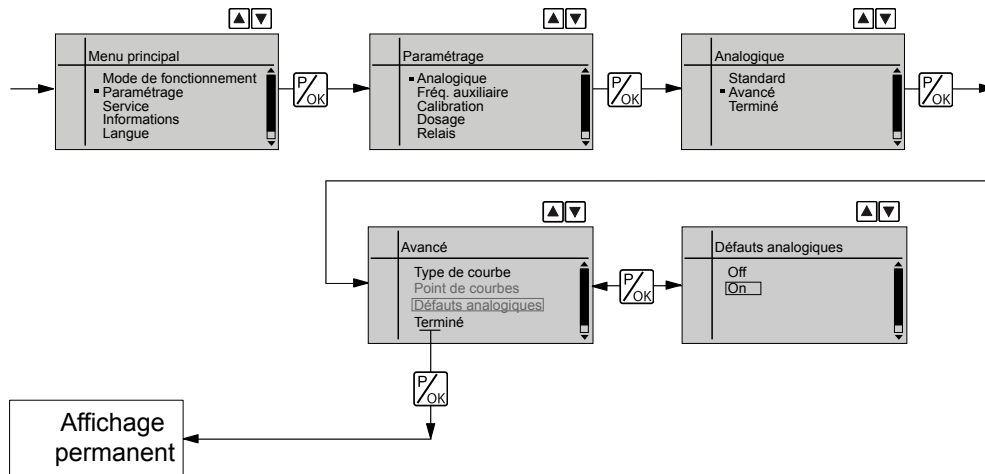 Menu principal
Mode de fonctionnement
Paramétrage
Service
Informations
Langue
P/OK
Paramétrage
Analogique
Fréq. auxiliaire
Calibration
Dosage
Relais
P/OK
Analogique
Standard
Avancé
Terminé
P/OK
Avancé
Type de courbe
Point de courbes
Défauts analogiques
Terminé
P/OK
Défauts analogiques
Off
On
P/OK
Affichage
permanent